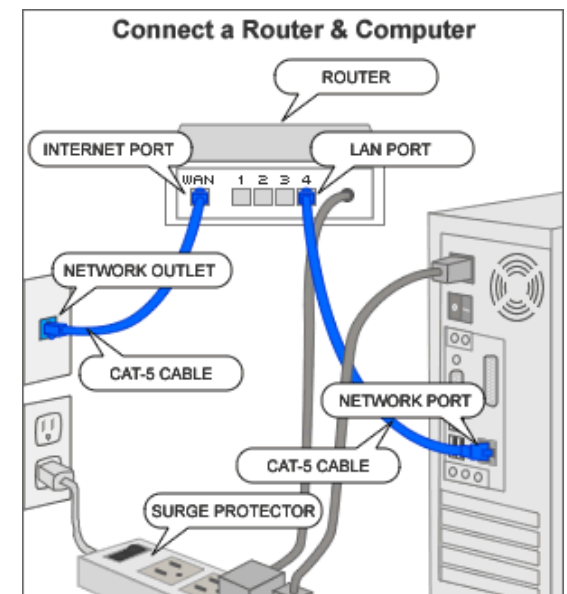 Connect a Router & Computer
ROUTER
INTERNET PORT
LAN PORT
WAN 1 2 3 4
NETWORK OUTLET
CAT-5 CABLE
NETWORK PORT
CAT-5 CABLE
SURGE PROTECTOR